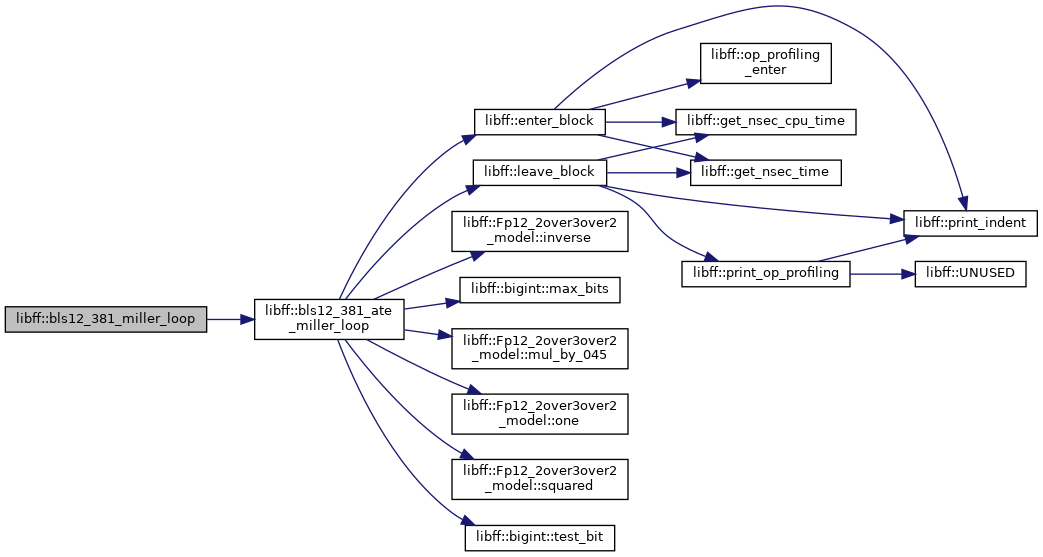 libff::bls12_381_miller_loop
libff::bls12_381_ate
_miller_loop
libff::enter_block
libff::leave_block
libff::Fp12_2over3over2
_model::inverse
libff::bigint::max_bits
libff::Fp12_2over3over2
_model::mul_by_045
libff::Fp12_2over3over2
_model::one
libff::Fp12_2over3over2
_model::squared
libff::bigint::test_bit
libff::op_profiling
_enter
libff::get_nsec_cpu_time
libff::get_nsec_time
libff::print_op_profiling
libff::print_indent
libff::UNUSED